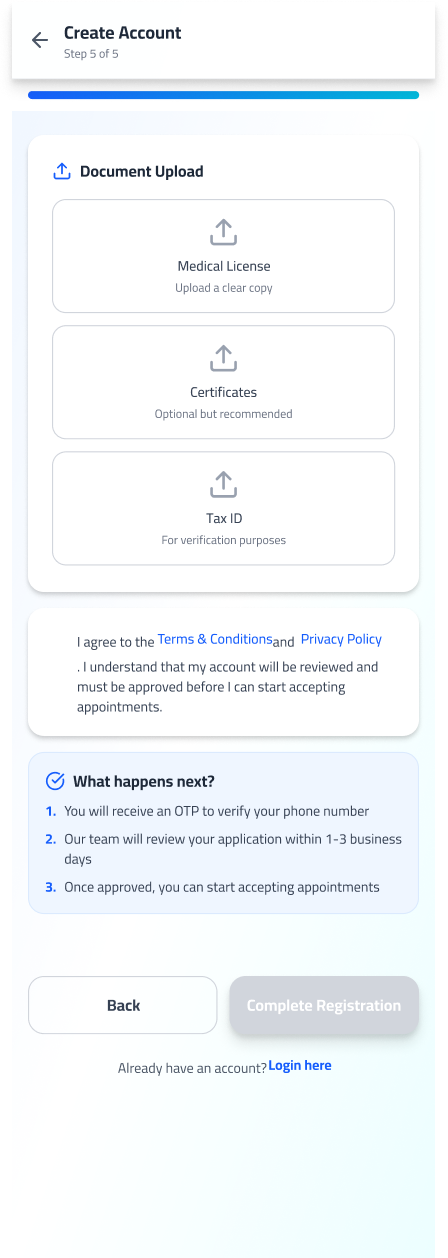 Create Account
Step 5 of 5
Document Upload
Medical License
Upload a clear copy
Certificates
Optional but recommended
Tax ID
For verification purposes
I agree to the Terms & Conditions and Privacy Policy
. I understand that my account will be reviewed and
must be approved before I can start accepting
appointments.
What happens next?
1. You will receive an OTP to verify your phone number
2. Our team will review your application within 1-3 business
days
3. Once approved, you can start accepting appointments
Back
Complete Registration
Already have an account? Login here